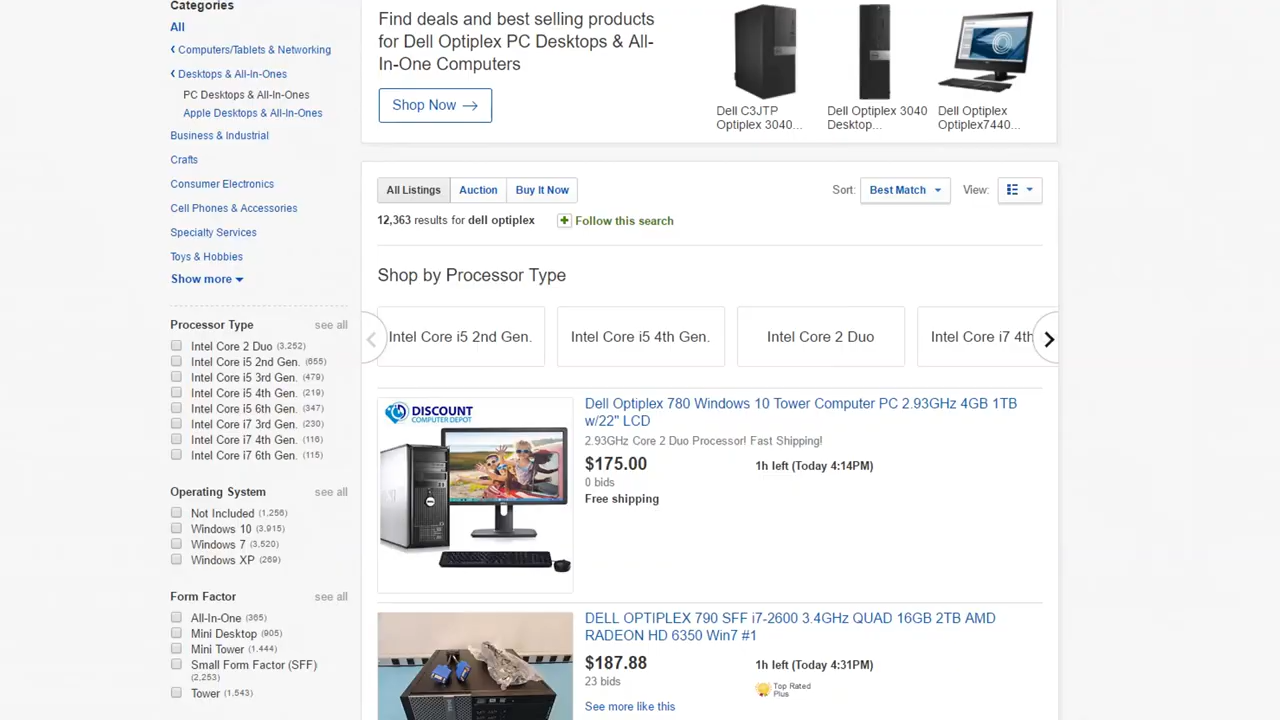 Categories
All
Computers/Tablets & Networking
Desktops & All-In-Ones
PC Desktops & All-In-Ones
Apple Desktops & All-In-Ones
Business & Industrial
Crafts
Consumer Electronics
Cell Phones & Accessories
Specialty Services
Toys & Hobbies
Show more
Processor Type see all
Intel Core 2 Duo (3,252)
Intel Core i5 2nd Gen. (655)
Intel Core i5 3rd Gen. (479)
Intel Core i5 4th Gen. (219)
Intel Core i5 6th Gen. (347)
Intel Core i7 3rd Gen. (230)
Intel Core i7 4th Gen. (116)
Intel Core i7 6th Gen. (115)
Operating System see all
Not Included (1,256)
Windows 10 (3,915)
Windows 7 (3,520)
Windows XP (269)
Form Factor see all
All-In-One (365)
Mini Desktop (905)
Mini Tower (1,444)
Small Form Factor (SFF)
(2,253)
Tower (1,543)
Find deals and best selling products
for Dell Optiplex PC Desktops & All-
In-One Computers
Shop Now
Dell C3JTP
Optiplex 3040...
Dell Optiplex 3040
Desktop...
Dell Optiplex
Optiplex7440...
All Listings Auction Buy It Now
Sort: Best Match View:
12,363 results for dell optiplex Follow this search
Shop by Processor Type
Intel Core i5 2nd Gen. Intel Core i5 4th Gen. Intel Core 2 Duo Intel Core i7 4th
DISCOUNT
COMPUTER DEPOT
Dell Optiplex 780 Windows 10 Tower Computer PC 2.93GHz 4GB 1TB
w/22" LCD
2.93GHz Core 2 Duo Processor! Fast Shipping!
$175.00 1h left (Today 4:14PM)
0 bids
Free shipping
DELL OPTIPLEX 790 SFF i7-2600 3.4GHz QUAD 16GB 2TB AMD
RADEON HD 6350 Win7 #1
$187.88 1h left (Today 4:31PM)
23 bids
Top Rated
Plus
See more like this